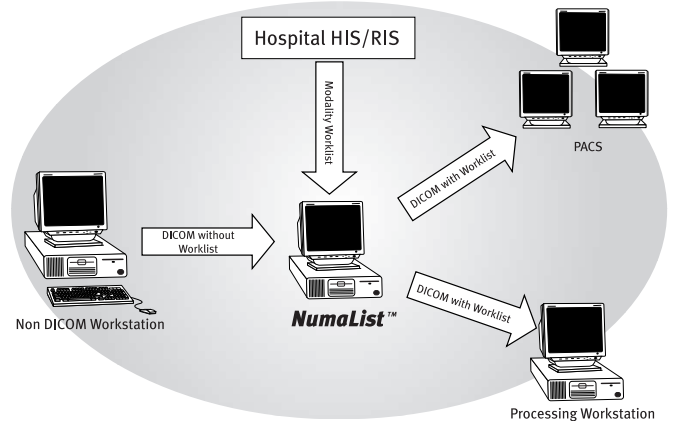 Hospital HIS/RIS
Modality Worklist
PACS
DICOM with Worklist
DICOM without
Worklist
Non DICOM Workstation
NumaList™
DICOM with Worklist
Processing Workstation